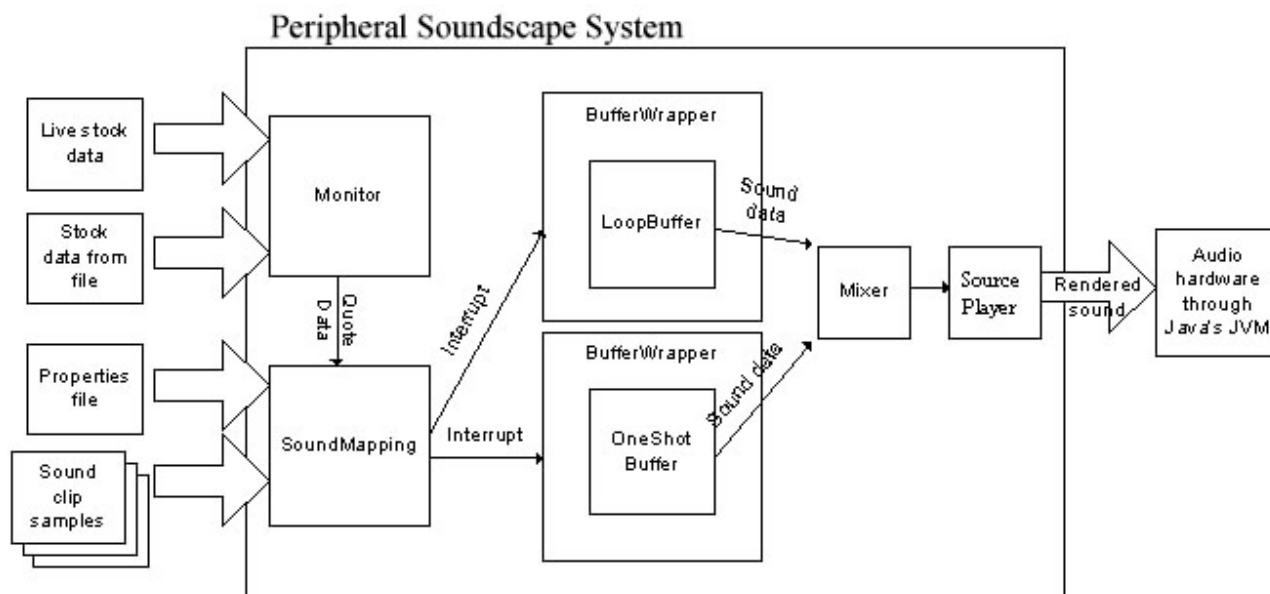 Peripheral Soundscape System
Live stock
data
Stock
data from
file
Properties
file
Sound
clip
samples
Monitor
Quote
Data
SoundMapping
Interrupt
Interrupt
BufferWrapper
LoopBuffer
Sound
data
BufferWrapper
OneShot
Buffer
Sound data
Mixer
Source
Player
Rendered
sound
Audio
hardware
through
Java's JVM